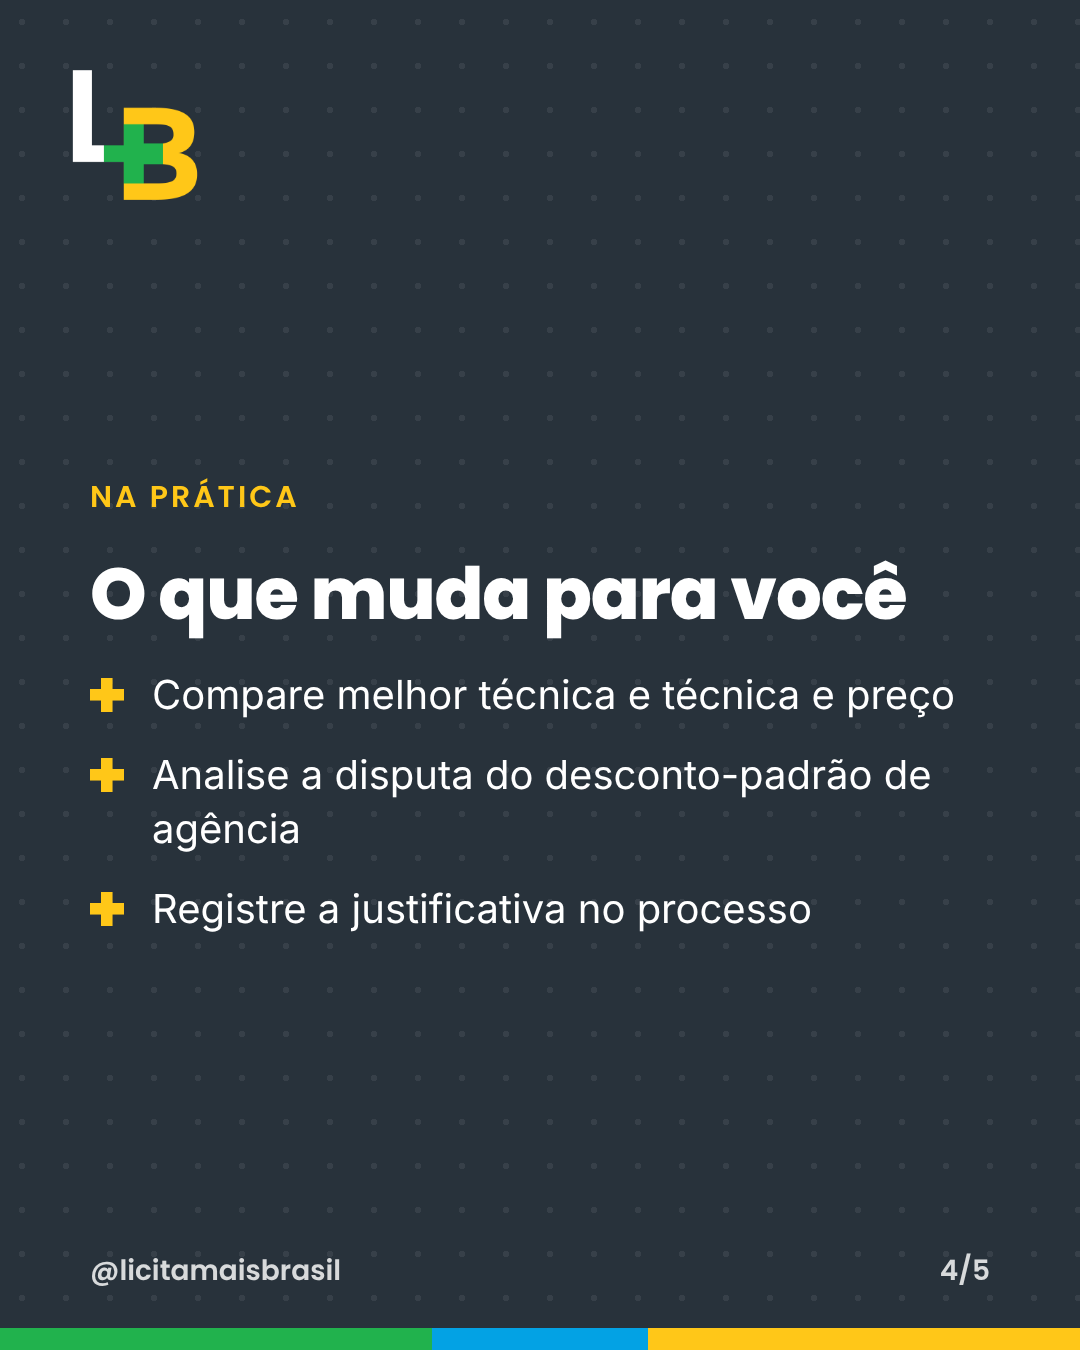 L+B
NA PRÁTICA
O que muda para você
Compare melhor técnica e técnica e preço
Analise a disputa do desconto-padrão de
agência
Registre a justificativa no processo
@licitamaisbrasil
4/5